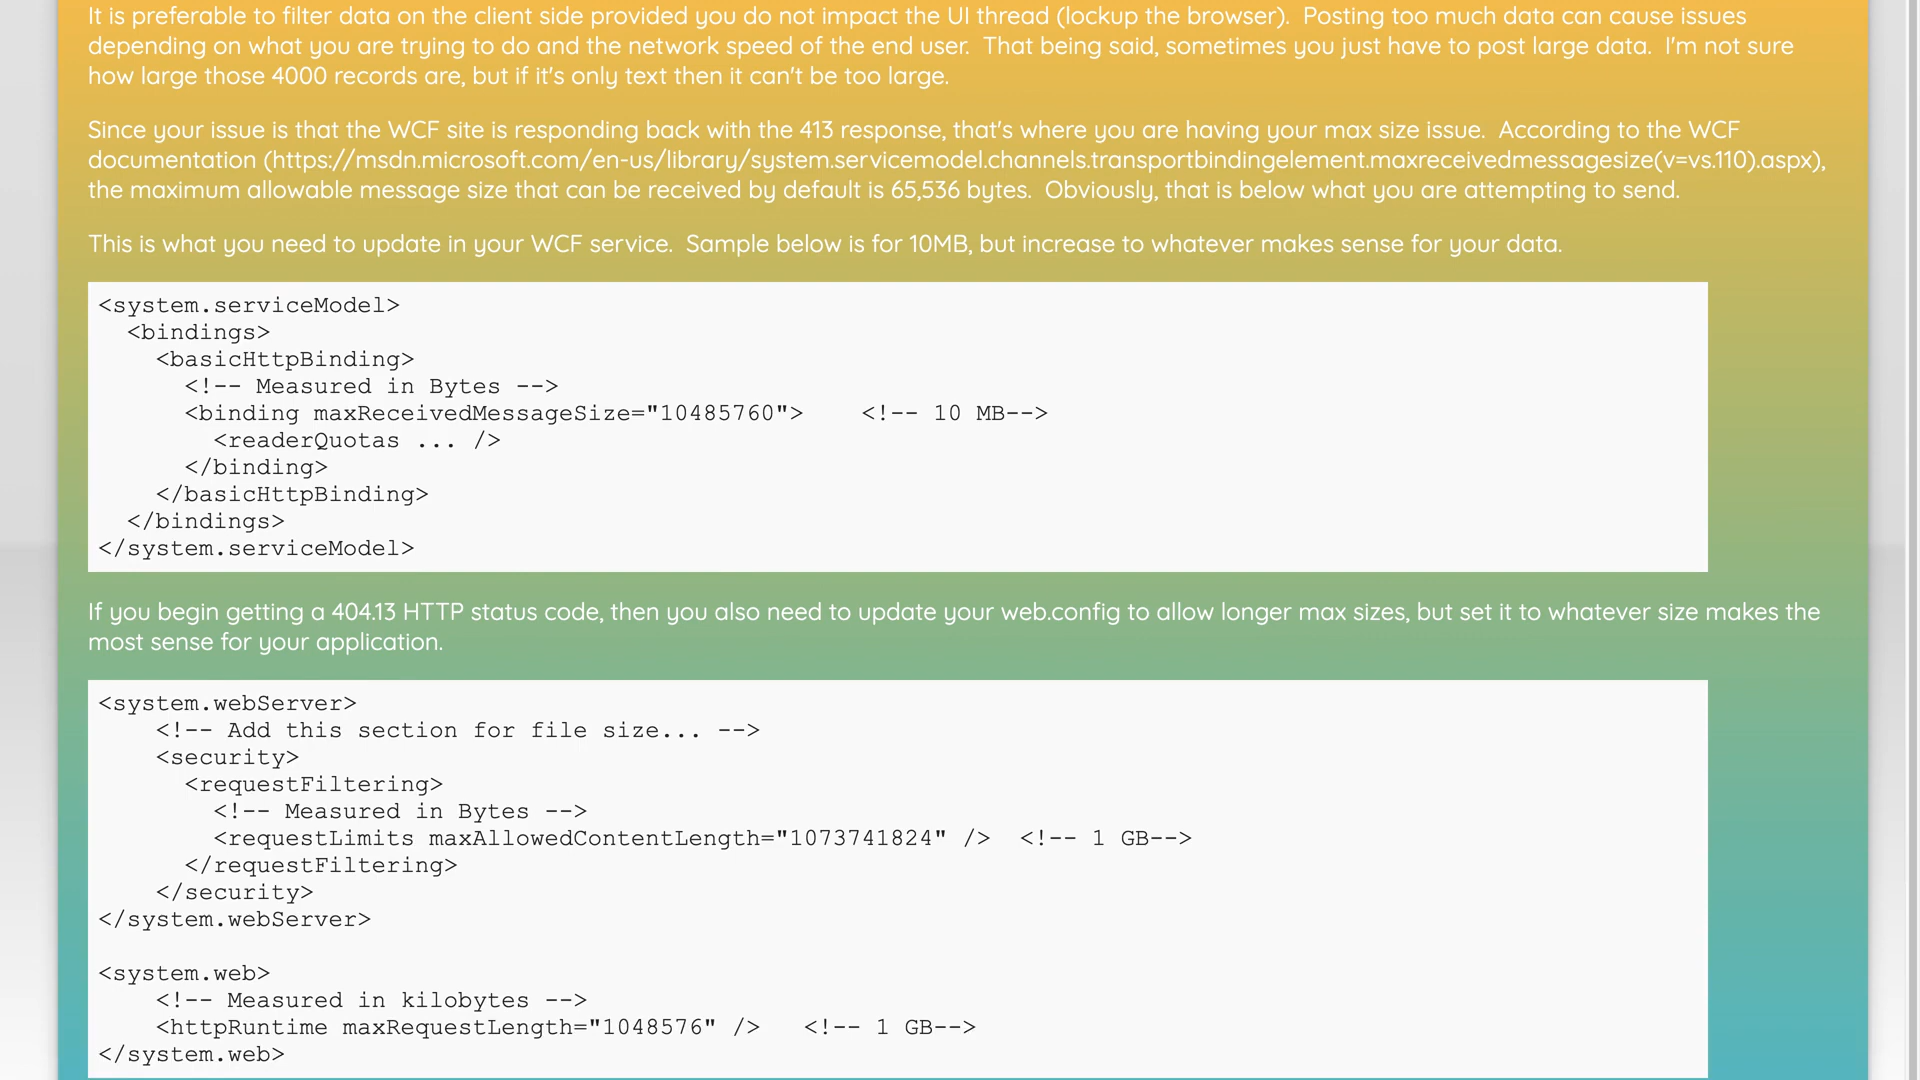 It is preferable to filter data on the client side provided you do not impact the UI thread (lockup the browser).  Posting too much data can cause issues
depending on what you are trying to do and the network speed of the end user.  That being said, sometimes you just have to post large data.  I'm not sure
how large those 4000 records are, but if it's only text then it can't be too large.
Since your issue is that the WCF site is responding back with the 413 response, that's where you are having your max size issue.  According to the WCF
documentation (https://msdn.microsoft.com/en-us/library/system.servicemodel.channels.transportbindingelement.maxreceivedmessagesize(v=vs.110).aspx),
the maximum allowable message size that can be received by default is 65,536 bytes.  Obviously, that is below what you are attempting to send.
This is what you need to update in your WCF service.  Sample below is for 10MB, but increase to whatever makes sense for your data.
<system.serviceModel>
  <bindings>
    <basicHttpBinding>
      <!-- Measured in Bytes -->
      <binding maxReceivedMessageSize="10485760">    <!-- 10 MB-->
        <readerQuotas ... />
      </binding>
    </basicHttpBinding>
  </bindings>
</system.serviceModel>
If you begin getting a 404.13 HTTP status code, then you also need to update your web.config to allow longer max sizes, but set it to whatever size makes the
most sense for your application.
<system.webServer>
    <!-- Add this section for file size... -->
    <security>
      <requestFiltering>
        <!-- Measured in Bytes -->
        <requestLimits maxAllowedContentLength="1073741824" />  <!-- 1 GB-->
      </requestFiltering>
    </security>
</system.webServer>
<system.web>
    <!-- Measured in kilobytes -->
    <httpRuntime maxRequestLength="1048576" />   <!-- 1 GB-->
</system.web>